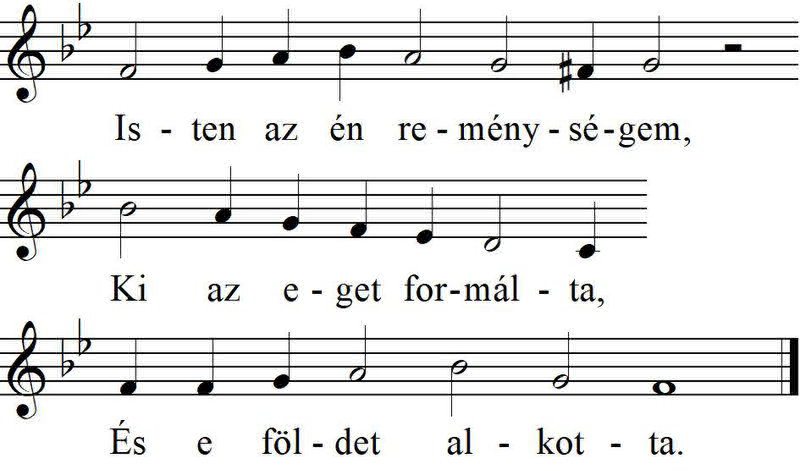 Is - ten az én re - mény - sé - gem,
Ki az e - get for - mál - ta,
És e föl - det al - kot - ta.